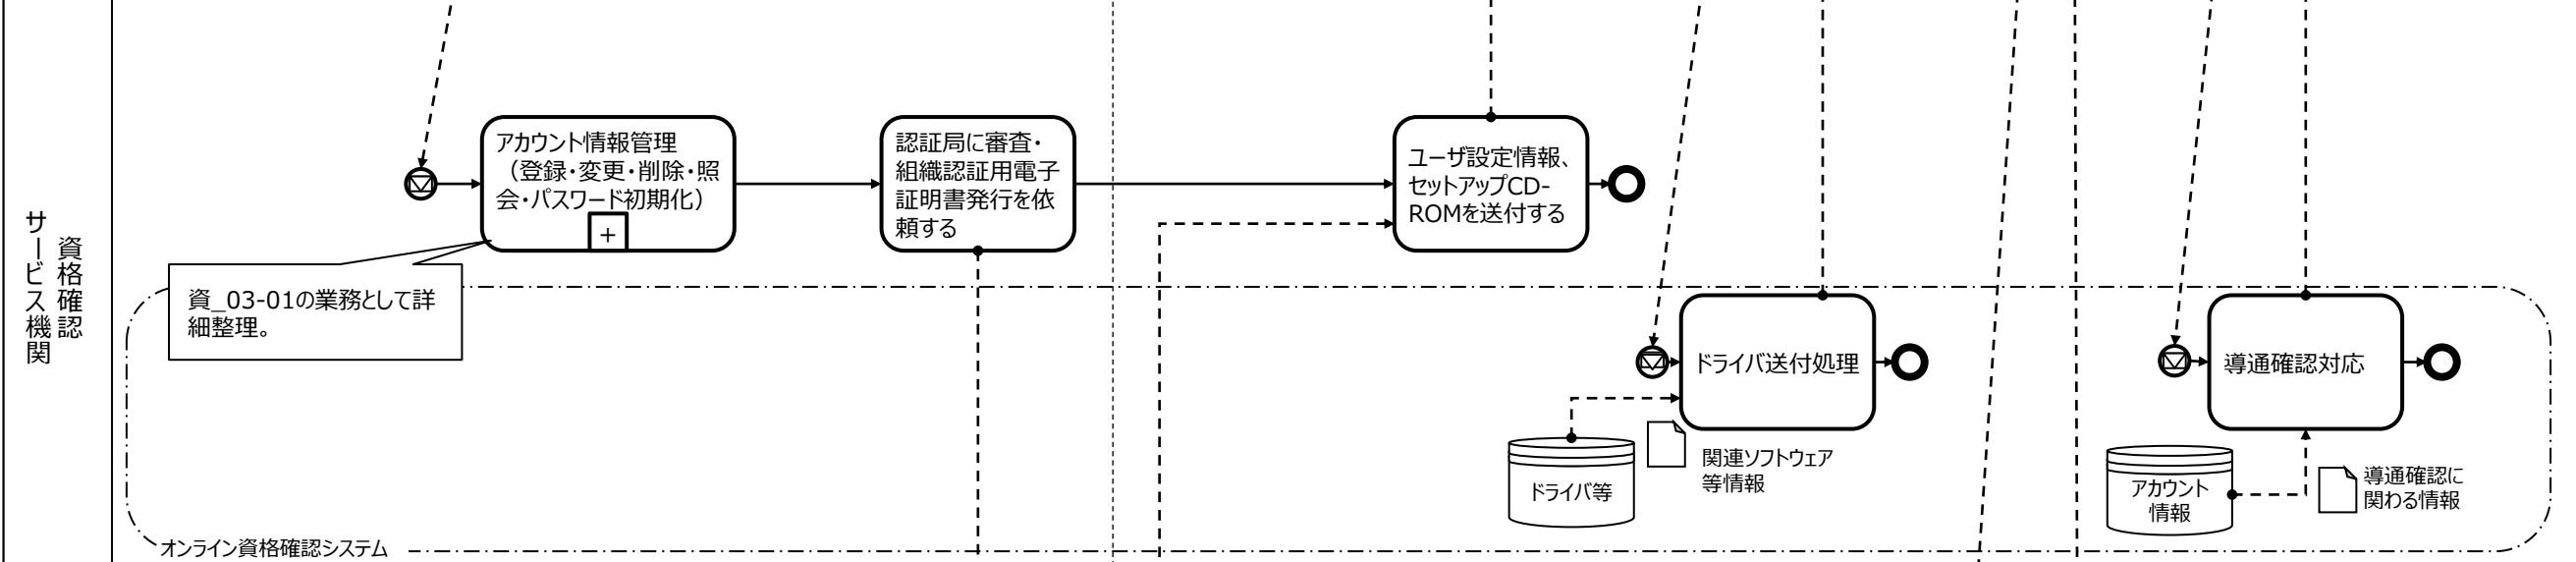 資格確認
サービス機関
アカウント情報管理
（登録・変更・削除・照
会・パスワード初期化）
+
認証局に審査・
組織認証用電子
証明書発行を依
頼する
ユーザ設定情報、
セットアップCD-
ROMを送付する
資_03-01の業務として詳
細整理。
ドライバ送付処理
導通確認対応
ドライバ等
関連ソフトウェア
等情報
アカウント
情報
導通確認に
関わる情報
オンライン資格確認システム